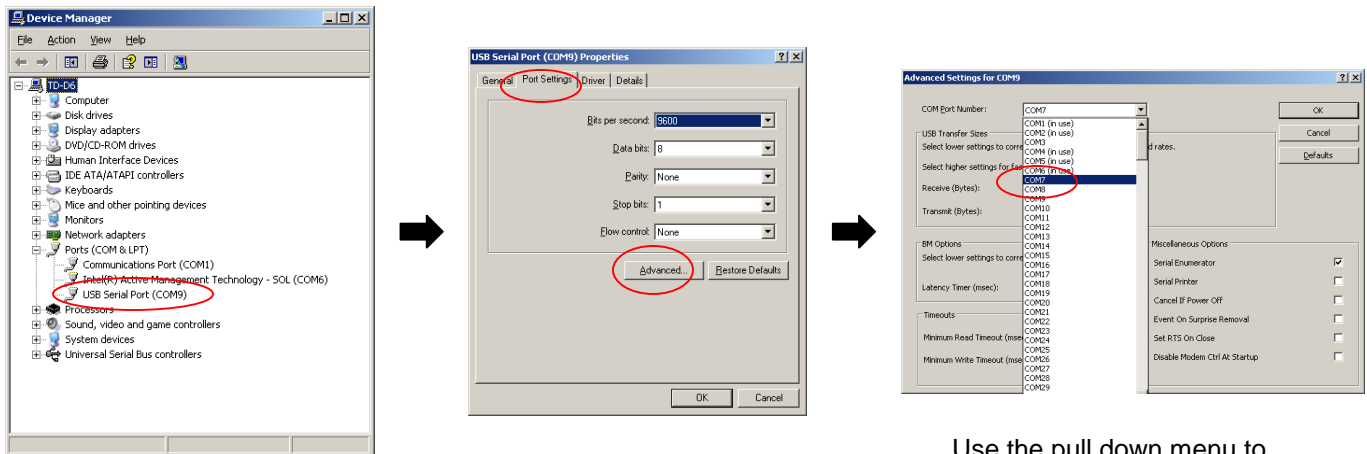 Device Manager
File Action View Help
TD-D6
Computer
Disk drives
Display adapters
DVD/CD-ROM drives
Human Interface Devices
IDE ATA/ATAPI controllers
Keyboards
Mice and other pointing devices
Monitors
Network adapters
Ports (COM & LPT)
Communications Port (COM1)
Intel(R) Active Management Technology - SOL (COM6)
USB Serial Port (COM9)
Processors
Sound, video and game controllers
System devices
Universal Serial Bus controllers
USB Serial Port (COM9) Properties
General Port Settings Driver Details
Bits per second: 9600
Data bits: 8
Parity: None
Stop bits: 1
Flow control: None
Advanced... Restore Defaults
OK Cancel
Advanced Settings for COM9
COM Port Number: COM7
OK
Cancel
Defaults
USB Transfer Sizes
Select lower settings to corre
d rates.
Select higher settings for fas
Receive (Bytes):
Transmit (Bytes):
BM Options
Select lower settings to corre
Latency Timer (msec):
Timeouts
Minimum Read Timeout (mse
Minimum Write Timeout (mse
COM1 (in use)
COM2 (in use)
COM3
COM4 (in use)
COM5 (in use)
COM6 (in use)
COM7
COM8
COM9
COM10
COM11
COM12
COM13
COM14
COM15
COM16
COM17
COM18
COM19
COM20
COM21
COM22
COM23
COM24
COM25
COM26
COM27
COM28
COM29
Miscellaneous Options
Serial Enumerator
Serial Printer
Cancel If Power Off
Event On Surprise Removal
Set RTS On Close
Disable Modem Ctrl At Startup
Use the pull down menu to